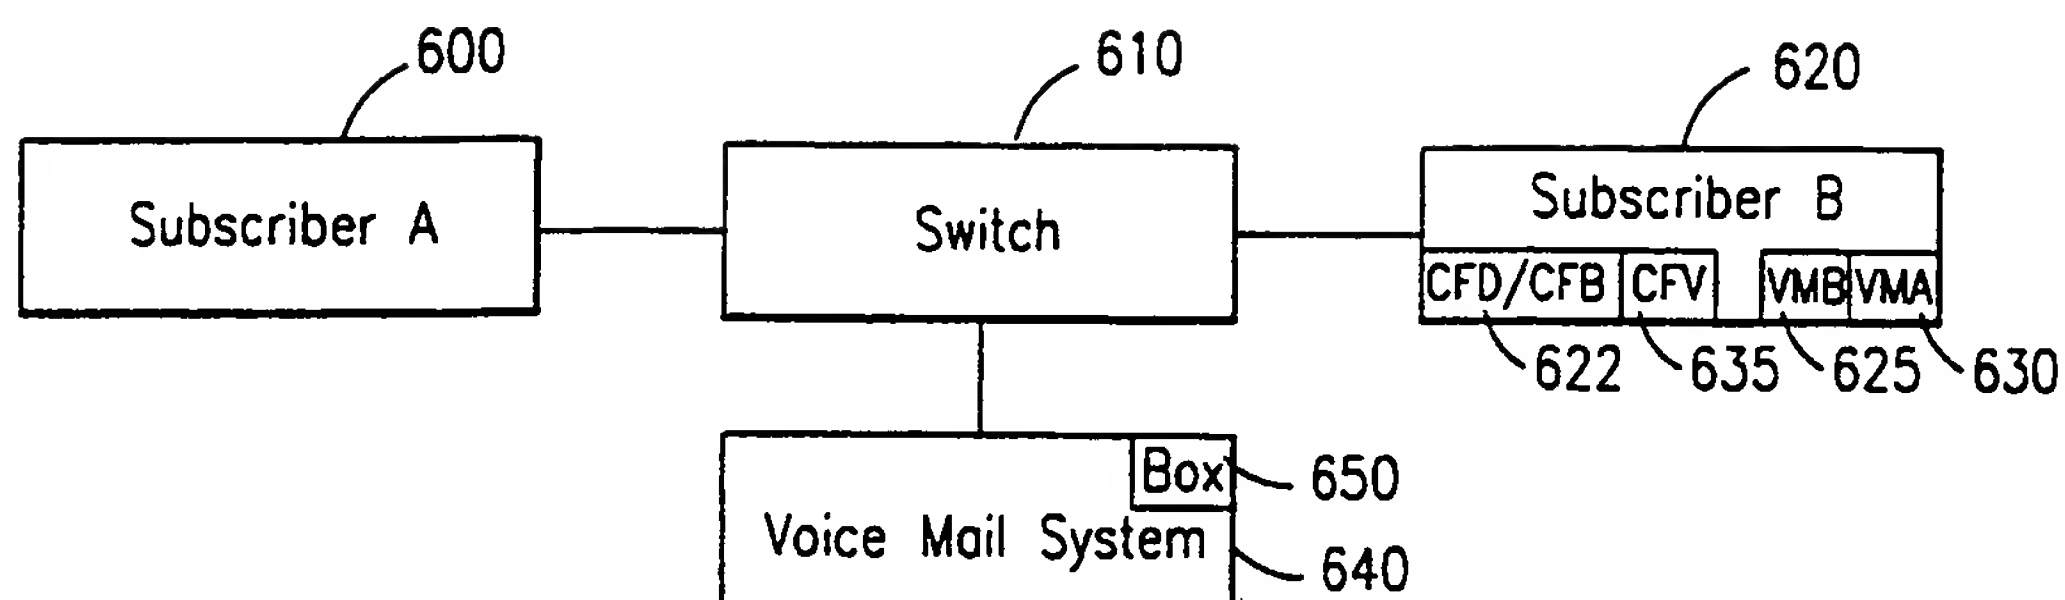 600
610
620
Subscriber A
Switch
Subscriber B
CFD/CFB CFV VMB VMA
622 635 625 630
Box
650
Voice Mail System
640